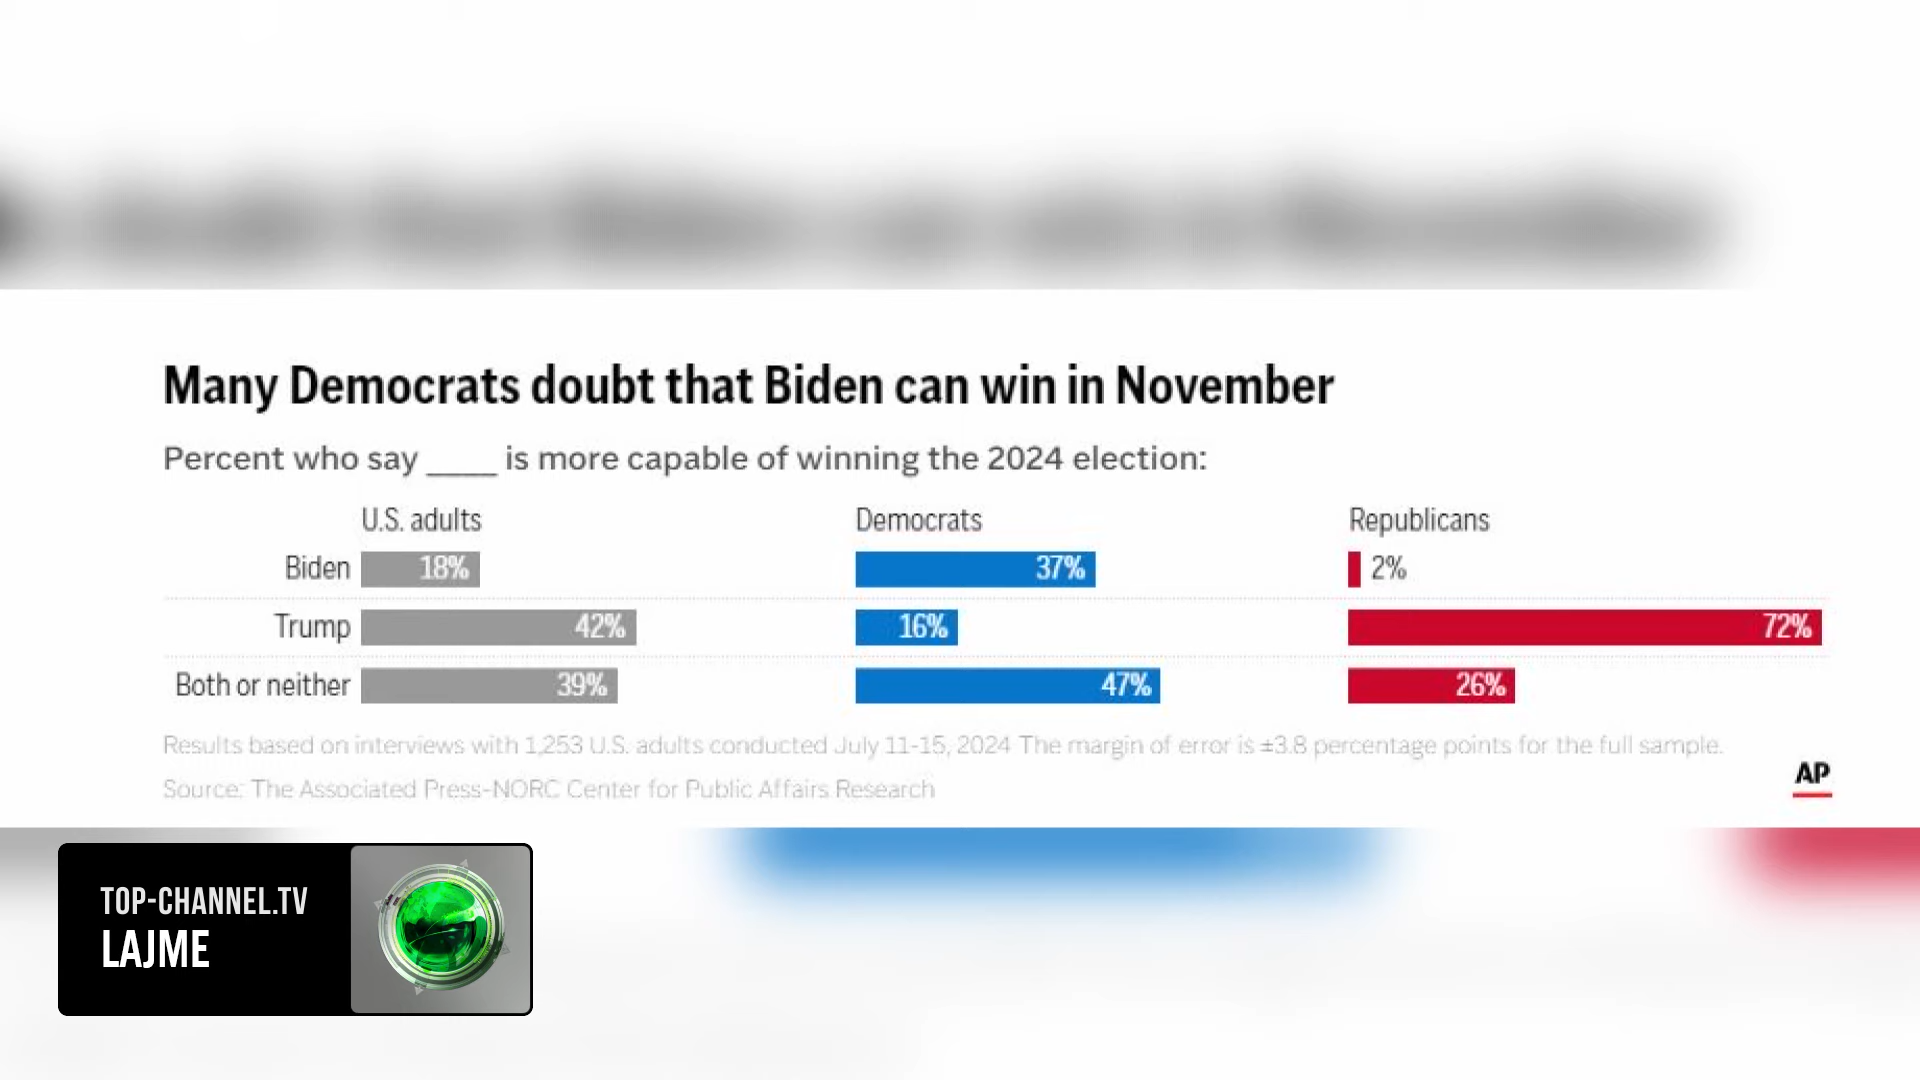 Many Democrats doubt that Biden can win in November
Percent who say ____ is more capable of winning the 2024 election:
U.S. adults Democrats Republicans
Biden 18% 37% 2%
Trump 42% 16% 72%
Both or neither 39% 47% 26%
Results based on interviews with 1,253 U.S. adults conducted July 11-15, 2024 The margin of error is ±3.8 percentage points for the full sample.
Source: The Associated Press-NORC Center for Public Affairs Research
AP
TOP-CHANNEL.TV
LAJME